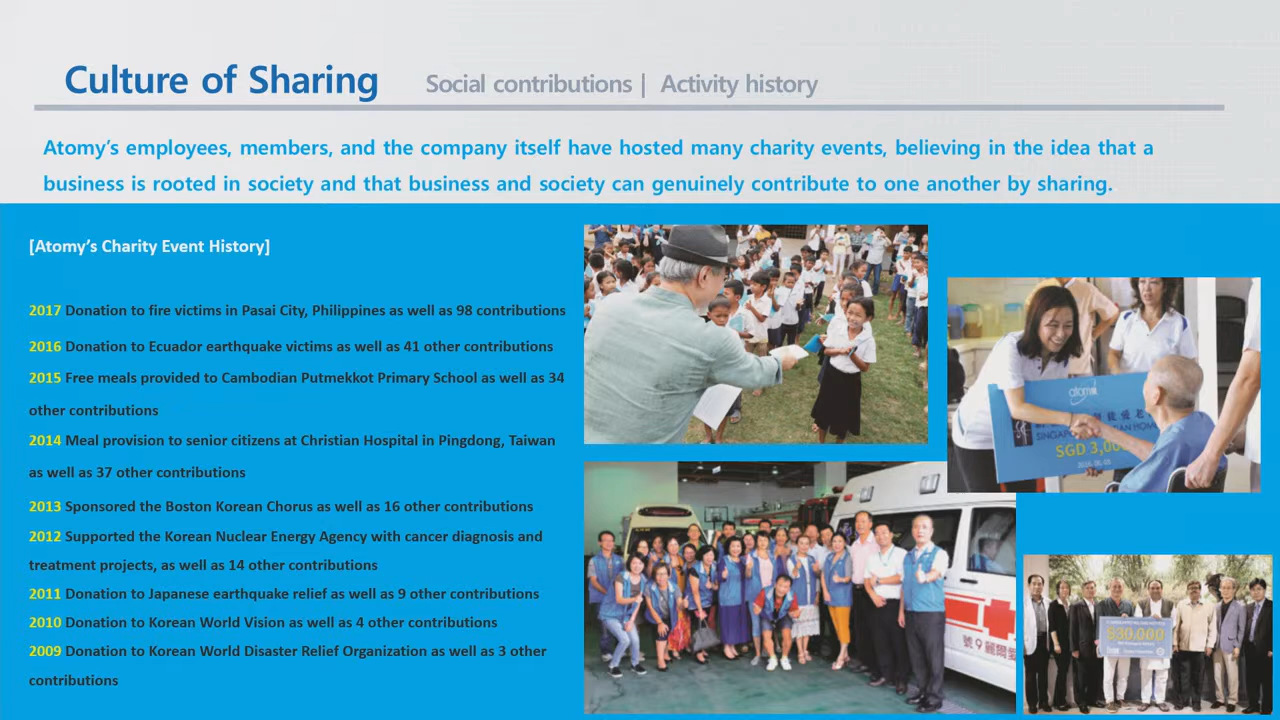 Culture of Sharing
Social contributions | Activity history
Atomy's employees, members, and the company itself have hosted many charity events, believing in the idea that a
business is rooted in society and that business and society can genuinely contribute to one another by sharing.
[Atomy's Charity Event History]
2017 Donation to fire victims in Pasai City, Philippines as well as 98 contributions
2016 Donation to Ecuador earthquake victims as well as 41 other contributions
2015 Free meals provided to Cambodian Putmekkot Primary School as well as 34
other contributions
2014 Meal provision to senior citizens at Christian Hospital in Pingdong, Taiwan
as well as 37 other contributions
2013 Sponsored the Boston Korean Chorus as well as 16 other contributions
2012 Supported the Korean Nuclear Energy Agency with cancer diagnosis and
treatment projects, as well as 14 other contributions
2011 Donation to Japanese earthquake relief as well as 9 other contributions
2010 Donation to Korean World Vision as well as 4 other contributions
2009 Donation to Korean World Disaster Relief Organization as well as 3 other
contributions
atomy
SGD 3,0
$30,000
號9麗爾